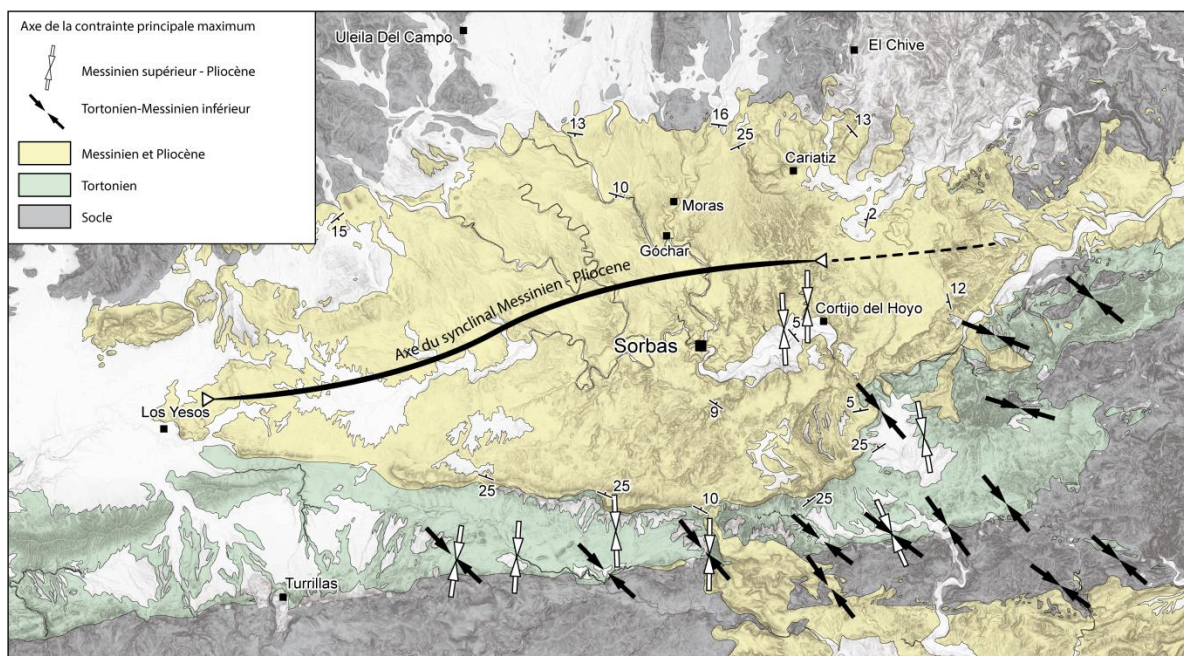 Axe de la contrainte principale maximum
Messinien supérieur - Pliocène
Tortonien-Messinien inférieur
Messinien et Pliocène
Tortonien
Socle
Uleila Del Campo
El Chive
13
16
25
13
Cariatiz
10
Moras
2
15
Góchar
Axe du synclinal Messinien - Pliocene
12
Cortijo del Hoyo
5
Sorbas
Los Yesos
9
5
25
25
25
10
25
Turrillas